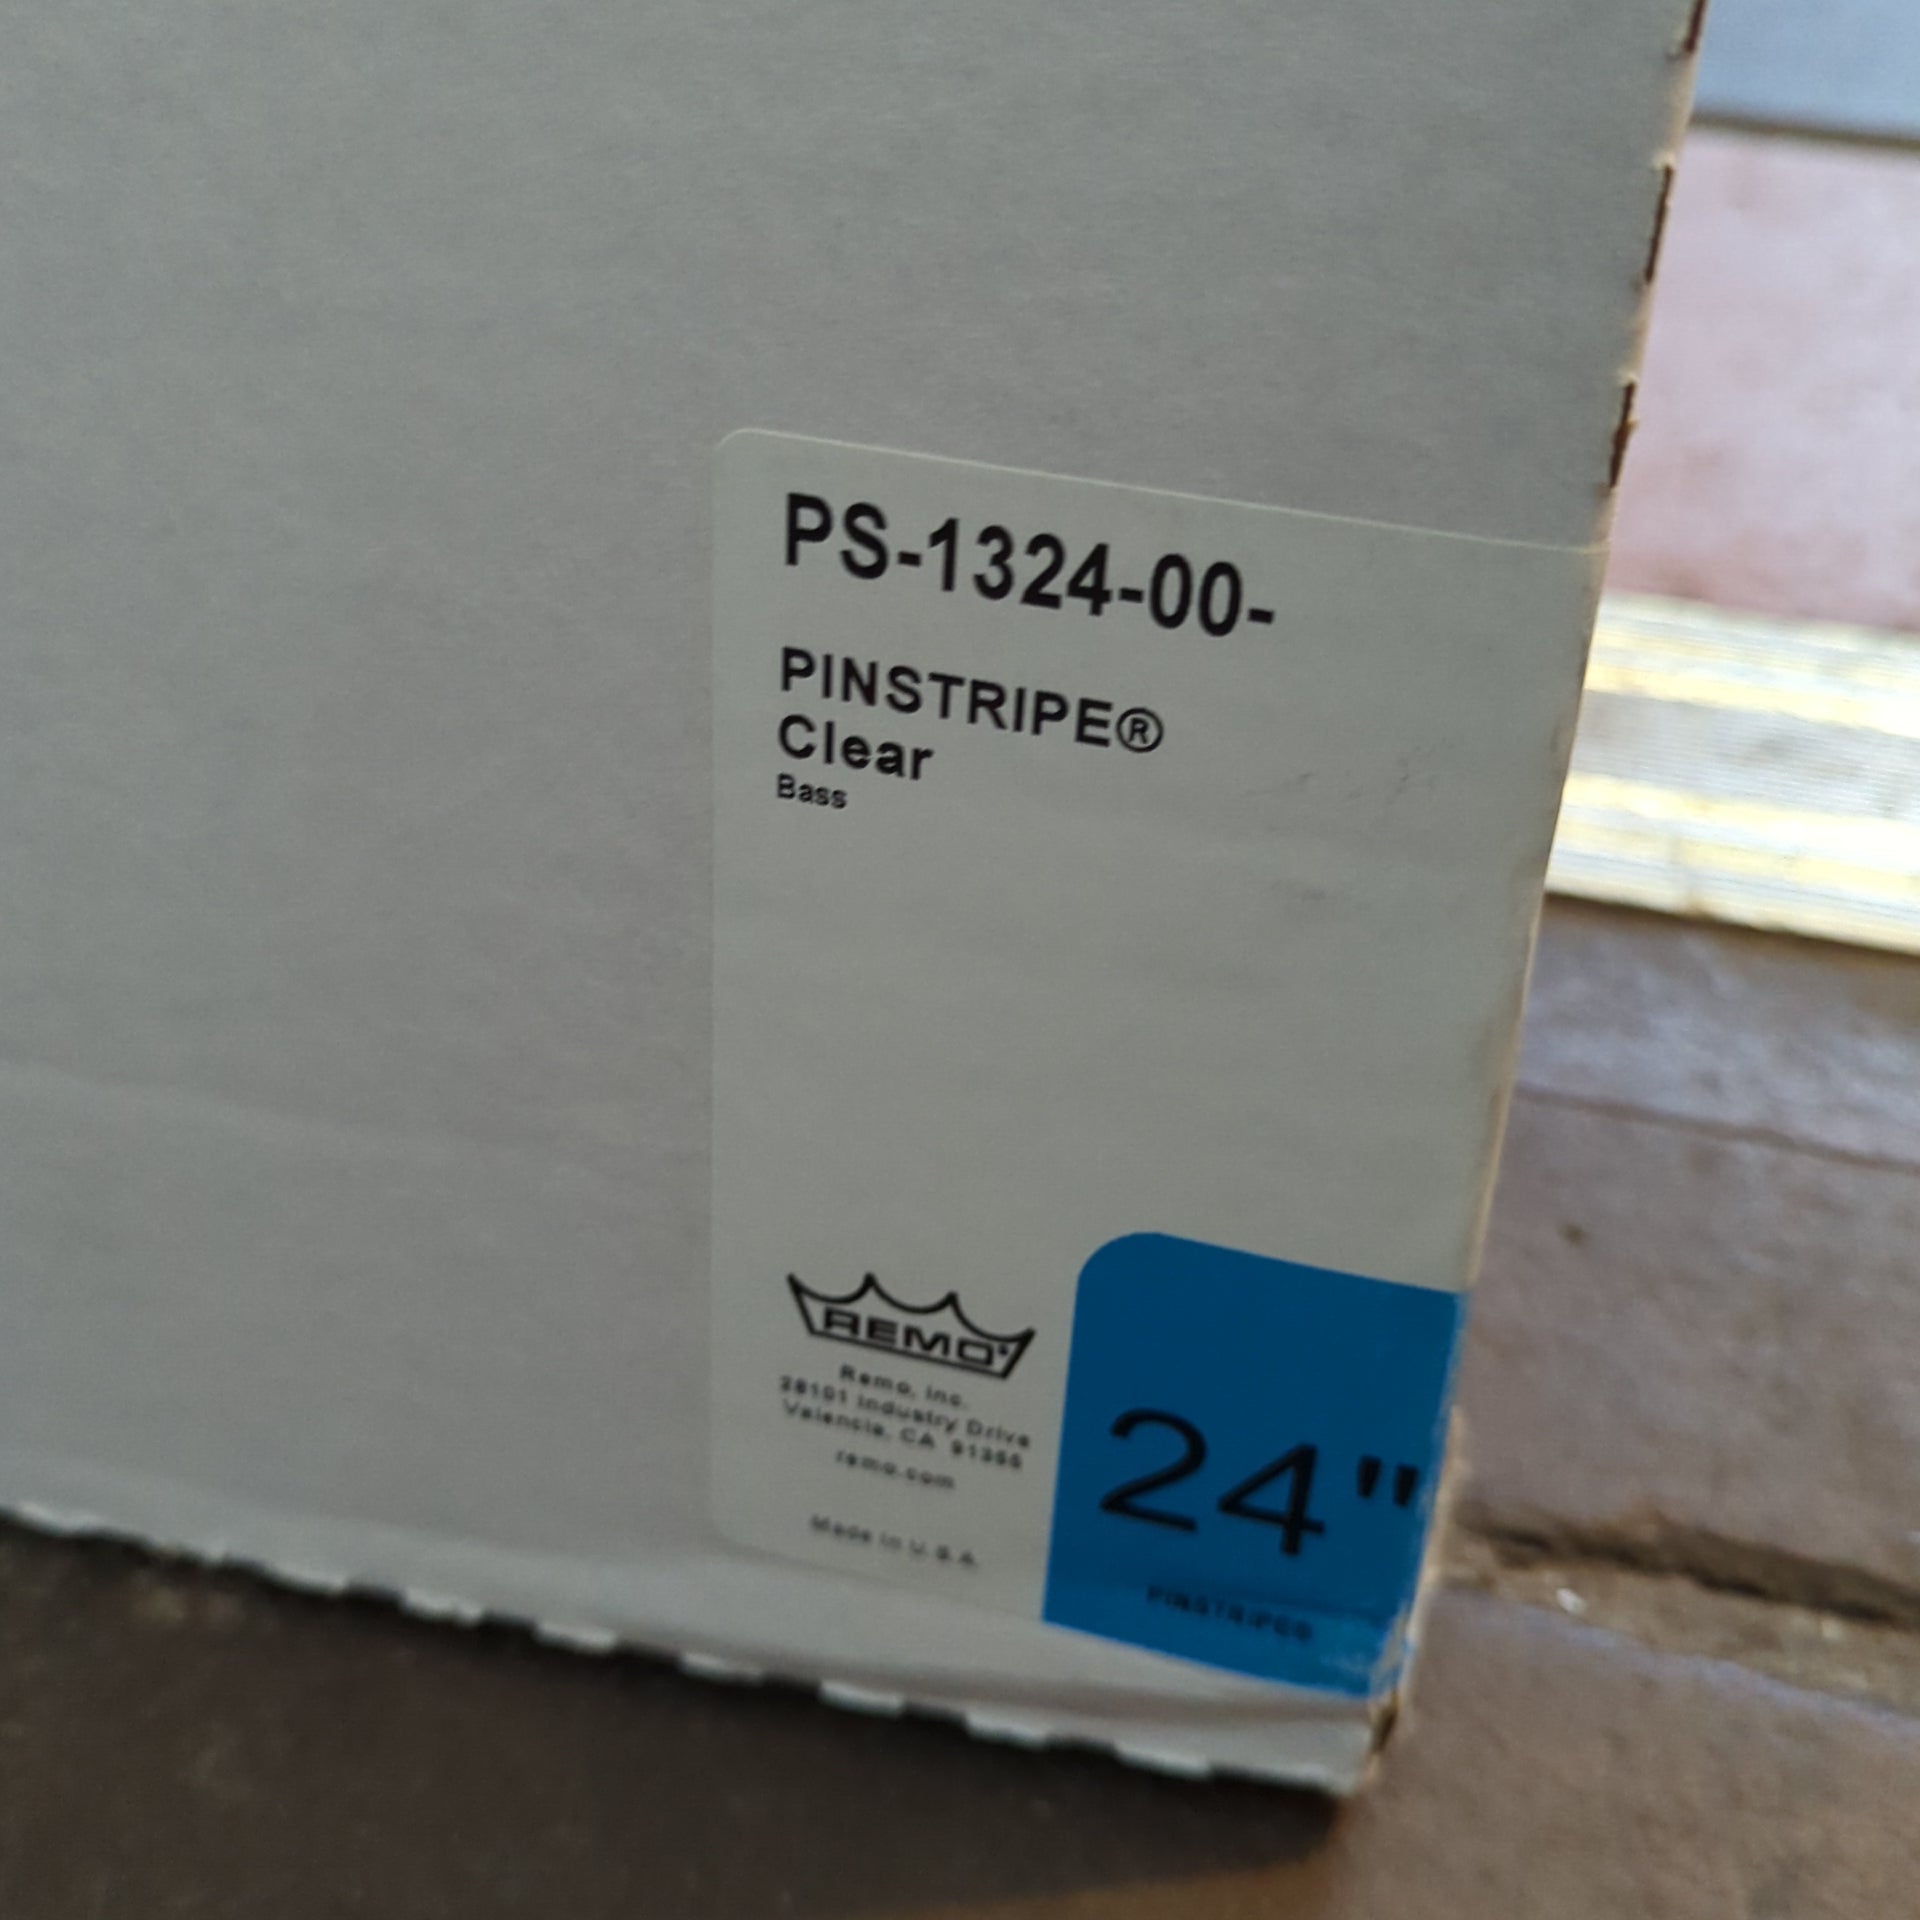 PS-1324-00-
PINSTRIPE®
Clear
Bass
REMO®
Remo, Inc.
28101 Industry Drive
Valencia, CA 91355
remo.com
Made in U.S.A.
24"